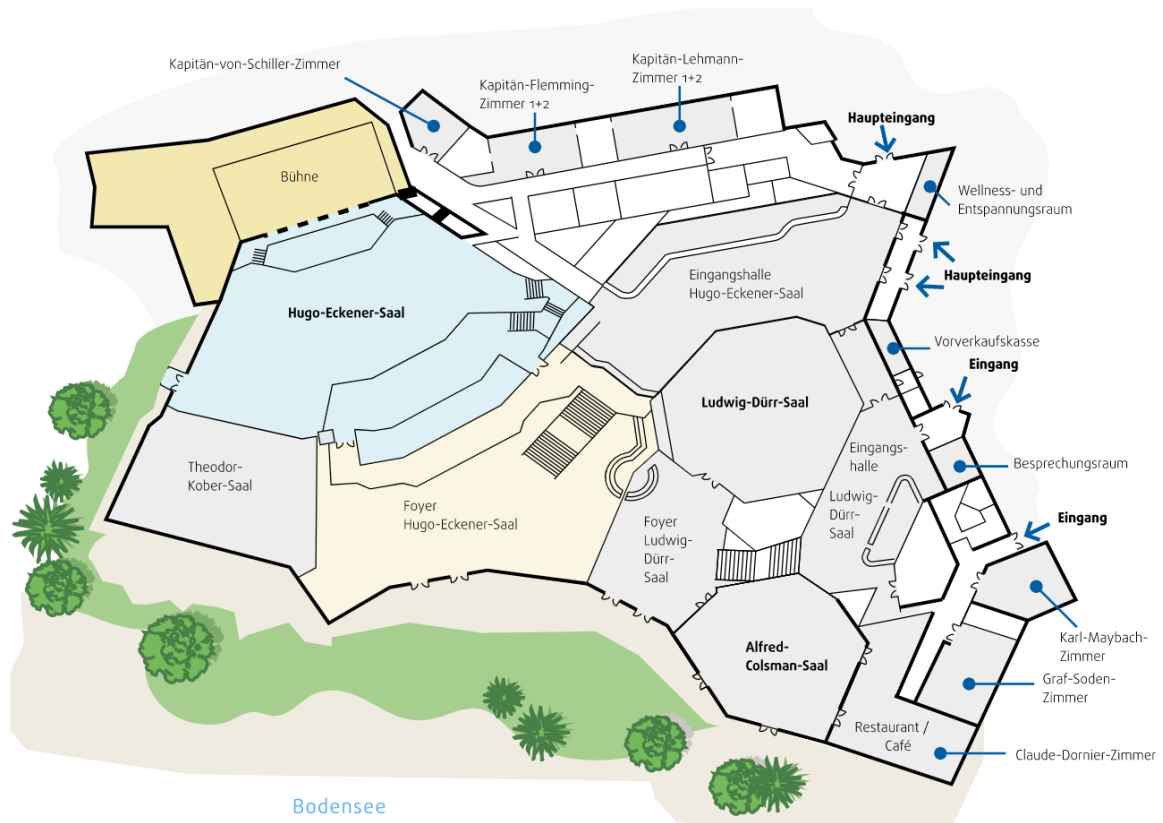 Kapitän-von-Schiller-Zimmer
Kapitän-Flemming-
Zimmer 1+2
Kapitän-Lehmann-
Zimmer 1+2
Haupteingang
Bühne
Wellness- und
Entspannungsraum
Eingangshalle
Hugo-Eckener-Saal
Haupteingang
Hugo-Eckener-Saal
Vorverkaufskasse
Eingang
Ludwig-Dürr-Saal
Eingangs-
halle
Ludwig-
Dürr-
Saal
Besprechungsraum
Theodor-
Kober-Saal
Foyer
Hugo-Eckener-Saal
Foyer
Ludwig-
Dürr-
Saal
Eingang
Alfred-
Colsman-Saal
Karl-Maybach-
Zimmer
Graf-Soden-
Zimmer
Restaurant /
Café
Claude-Dornier-Zimmer
Bodensee